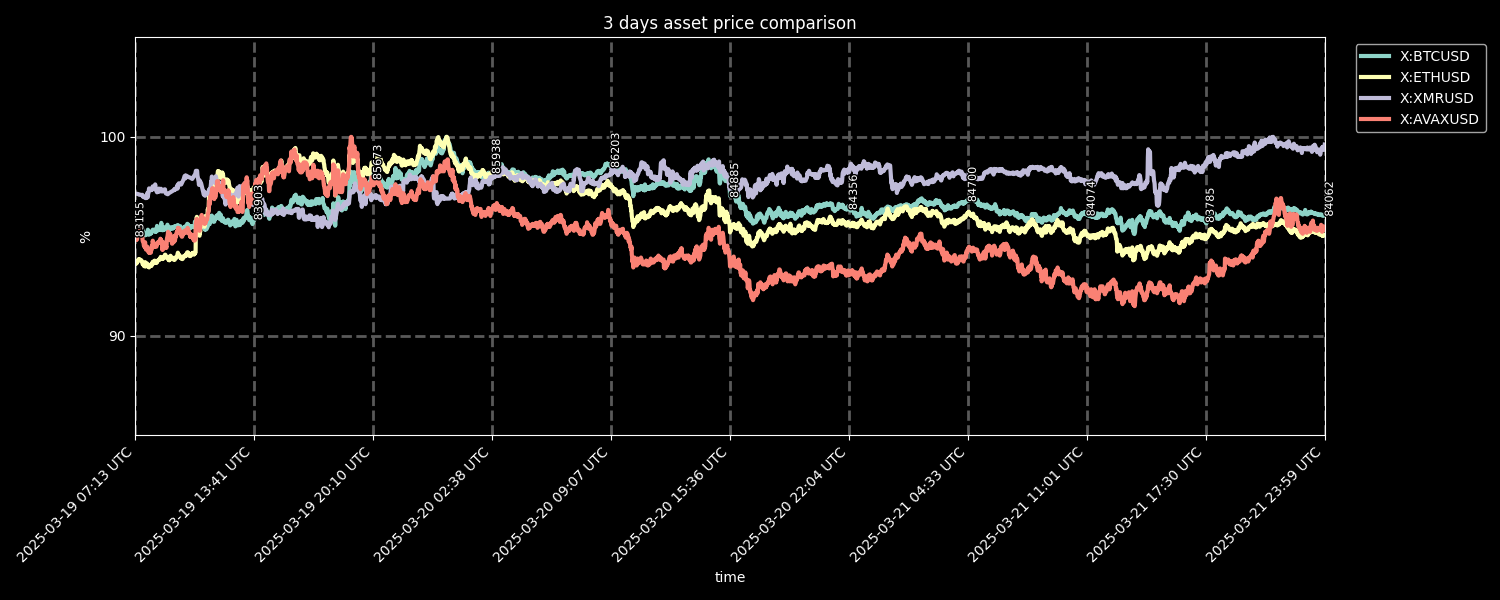 3 days asset price comparison
X:BTCUSD
X:ETHUSD
X:XMRUSD
X:AVAXUSD
100
90
%
83155
83903
85673
85938
86203
84885
84356
84700
84074
83785
84062
2025-03-19 07:13 UTC
2025-03-19 13:41 UTC
2025-03-19 20:10 UTC
2025-03-20 02:38 UTC
2025-03-20 09:07 UTC
2025-03-20 15:36 UTC
2025-03-20 22:04 UTC
2025-03-21 04:33 UTC
2025-03-21 11:01 UTC
2025-03-21 17:30 UTC
2025-03-21 23:59 UTC
time